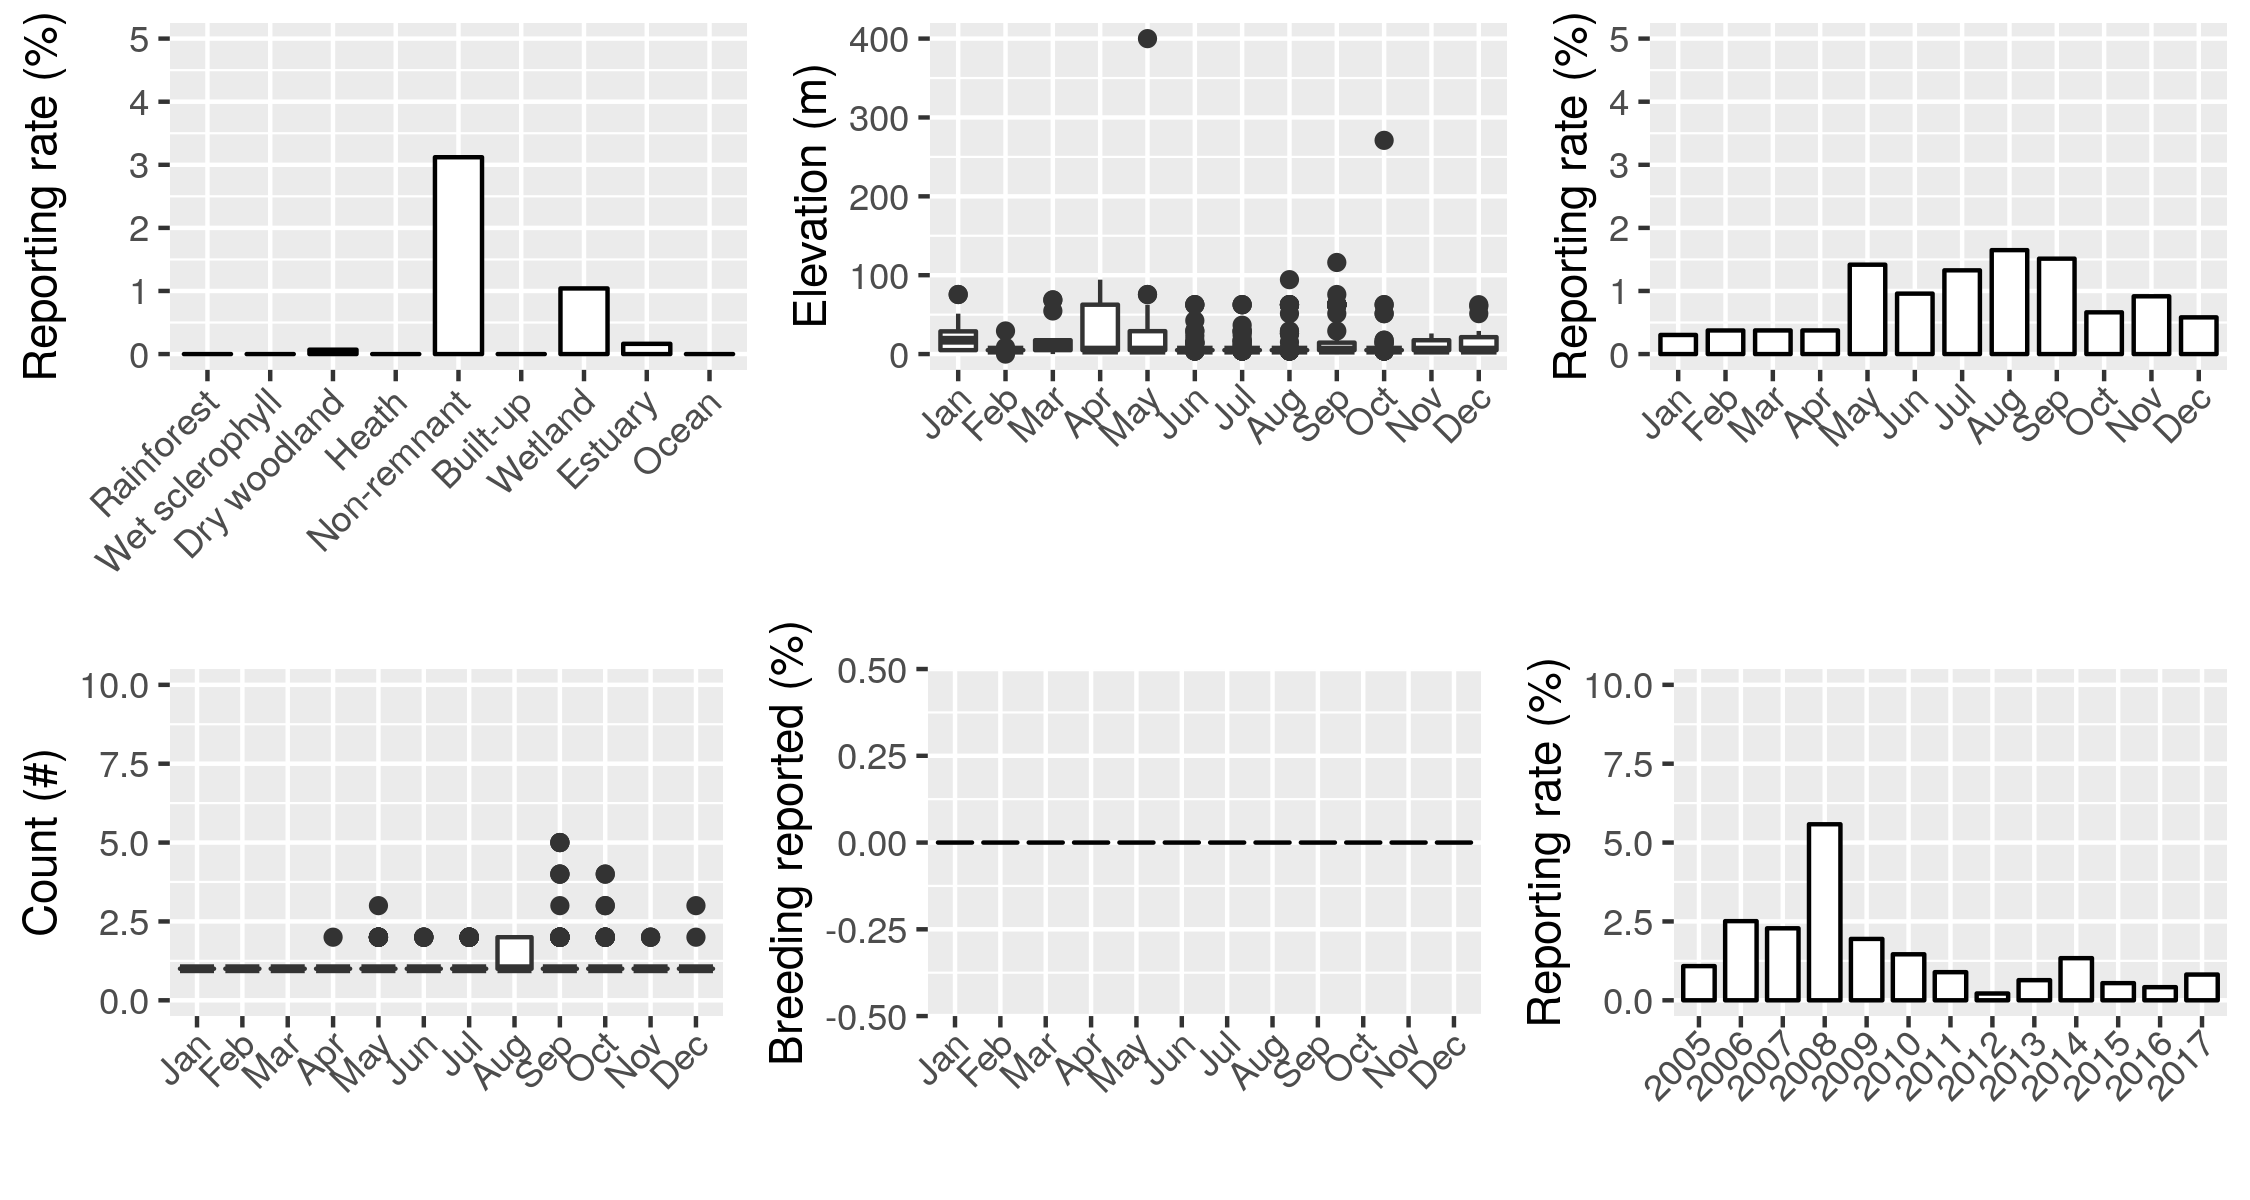 Reporting rate (%)
5
4
3
2
1
0
Rainforest
Wet sclerophyll
Dry woodland
Heath
Non-remnant
Built-up
Wetland
Estuary
Ocean
Elevation (m)
400
300
200
100
0
Jan
Feb
Mar
Apr
May
Jun
Jul
Aug
Sep
Oct
Nov
Dec
Reporting rate (%)
5
4
3
2
1
0
Jan
Feb
Mar
Apr
May
Jun
Jul
Aug
Sep
Oct
Nov
Dec
Count (#)
10.0
7.5
5.0
2.5
0.0
Jan
Feb
Mar
Apr
May
Jun
Jul
Aug
Sep
Oct
Nov
Dec
Breeding reported (%)
0.50
0.25
0.00
-0.25
-0.50
Jan
Feb
Mar
Apr
May
Jun
Jul
Aug
Sep
Oct
Nov
Dec
Reporting rate (%)
10.0
7.5
5.0
2.5
0.0
2005
2006
2007
2008
2009
2010
2011
2012
2013
2014
2015
2016
2017